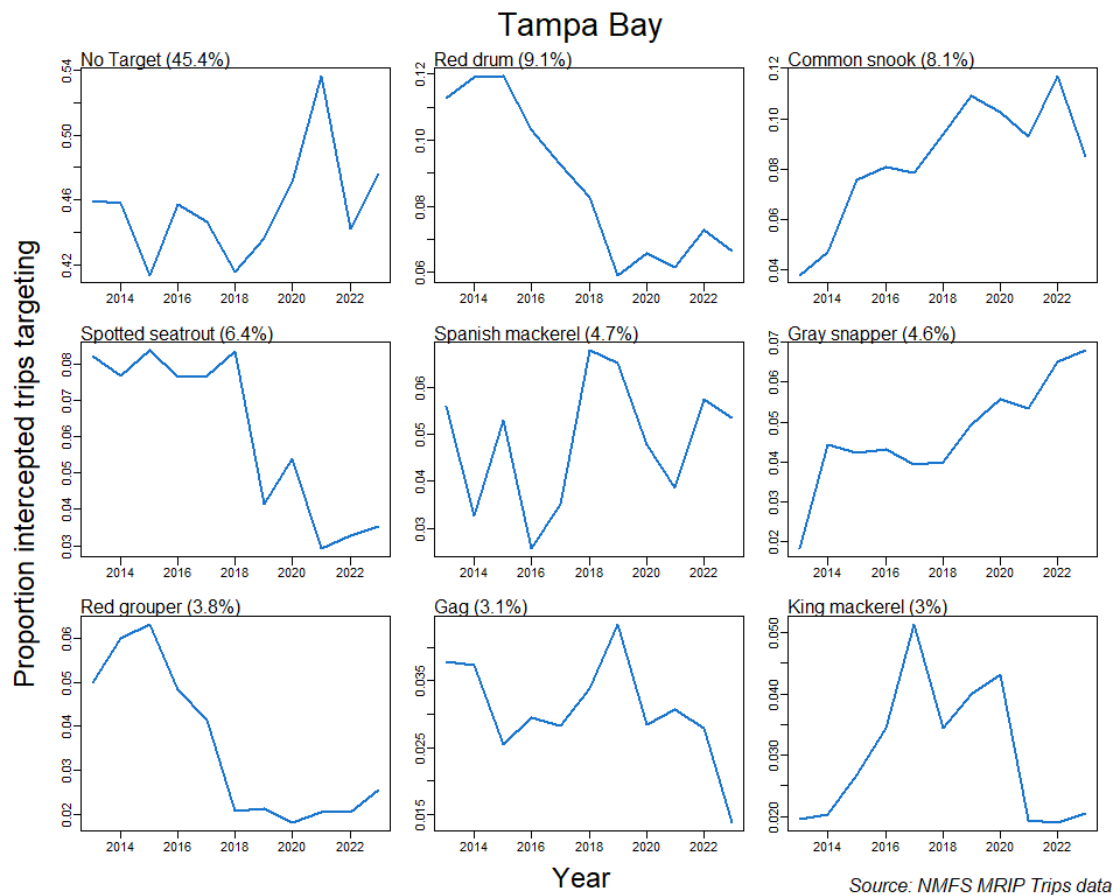 Tampa Bay
Proportion intercepted trips targeting
No Target (45.4%)
0.54
0.50
0.46
0.42
2014 2016 2018 2020 2022
Red drum (9.1%)
0.12
0.10
0.08
0.06
2014 2016 2018 2020 2022
Common snook (8.1%)
0.12
0.10
0.08
0.06
0.04
2014 2016 2018 2020 2022
Spotted seatrout (6.4%)
0.08
0.07
0.06
0.05
0.04
0.03
2014 2016 2018 2020 2022
Spanish mackerel (4.7%)
0.06
0.05
0.04
0.03
2014 2016 2018 2020 2022
Gray snapper (4.6%)
0.07
0.06
0.05
0.04
0.03
0.02
2014 2016 2018 2020 2022
Red grouper (3.8%)
0.06
0.05
0.04
0.03
0.02
2014 2016 2018 2020 2022
Gag (3.1%)
0.035
0.025
0.015
2014 2016 2018 2020 2022
King mackerel (3%)
0.050
0.040
0.030
0.020
2014 2016 2018 2020 2022
Year
Source: NMFS MRIP Trips data